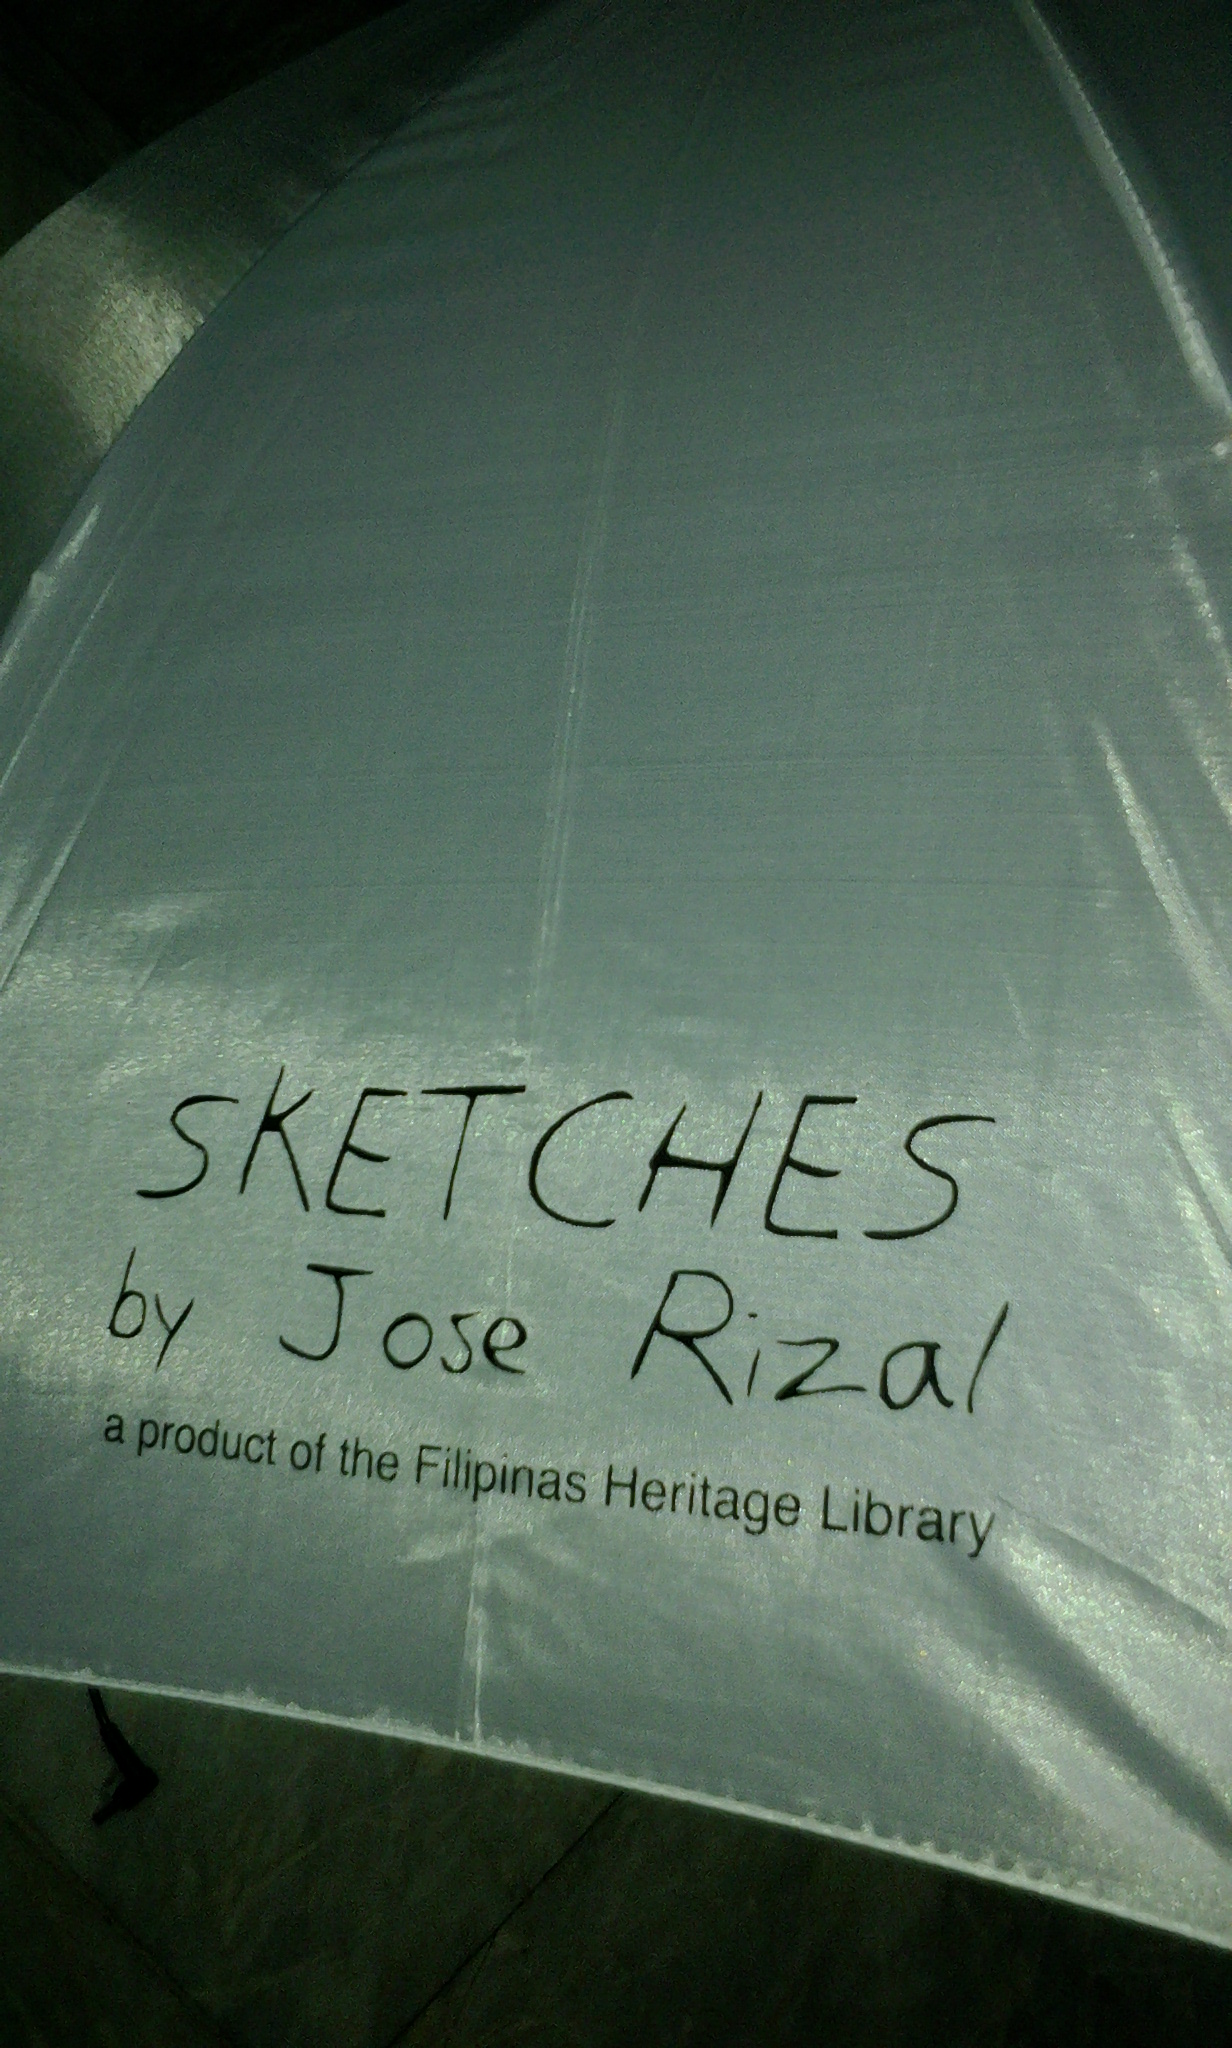 SKETCHES
by Jose Rizal
a product of the Filipinas Heritage Library